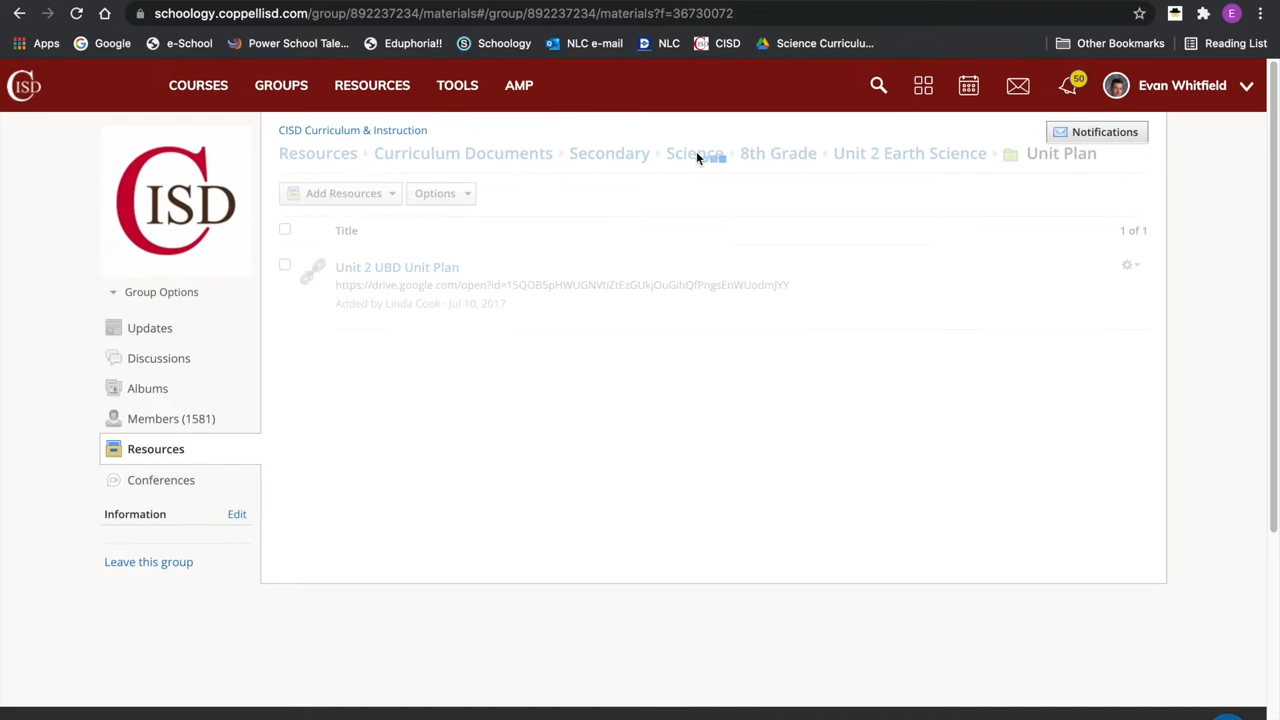 schoology.coppellisd.com/group/892237234/materials#/group/892237234/materials?f=36730072
E
Apps Google e-School Power School Tale... Eduphoria!! Schoology NLC e-mail NLC CISD Science Curriculu... Other Bookmarks Reading List
CISD COURSES GROUPS RESOURCES TOOLS AMP 50 Evan Whitfield
CISD Curriculum & Instruction
Notifications
Resources Curriculum Documents Secondary Science 8th Grade Unit 2 Earth Science Unit Plan
Add Resources Options
CISD
Title 1 of 1
Unit 2 UBD Unit Plan
https://drive.google.com/open?id=15QOB5pHWUGNVtiZtEzGUkjOuGihQfPngsEnWUodmJYY
Added by Linda Cook · Jul 10, 2017
Group Options
Updates
Discussions
Albums
Members (1581)
Resources
Conferences
Information Edit
Leave this group